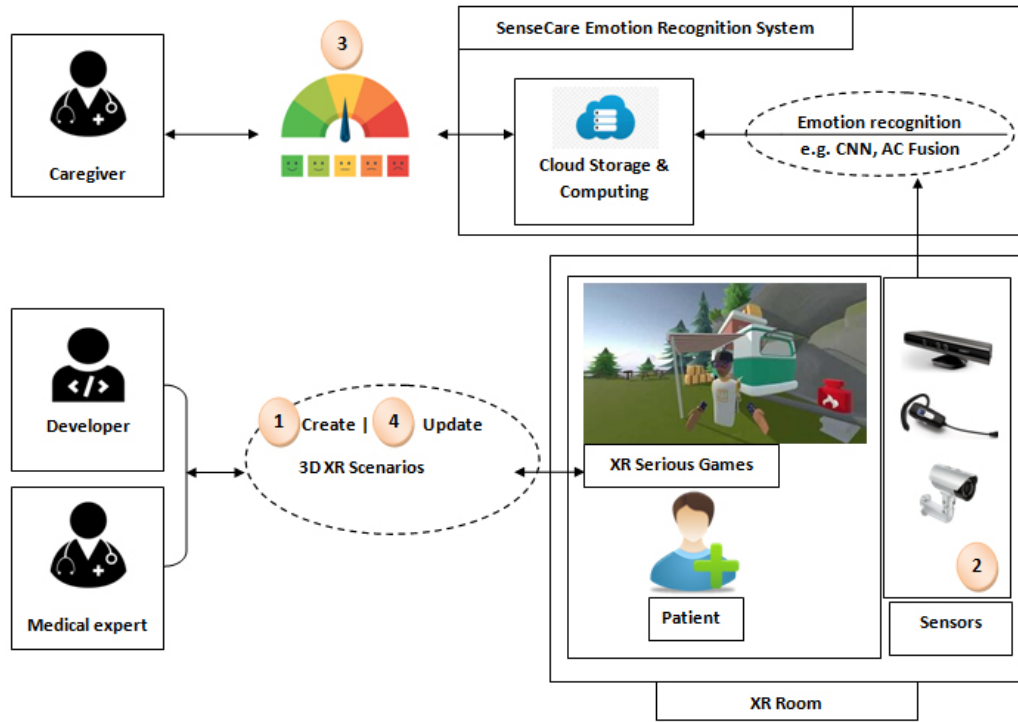 SenseCare Emotion Recognition System
3
Caregiver
Cloud Storage &
Computing
Emotion recognition
e.g. CNN, AC Fusion
Developer
Medical expert
1 Create | 4 Update
3D XR Scenarios
XR Serious Games
Patient
2
Sensors
XR Room